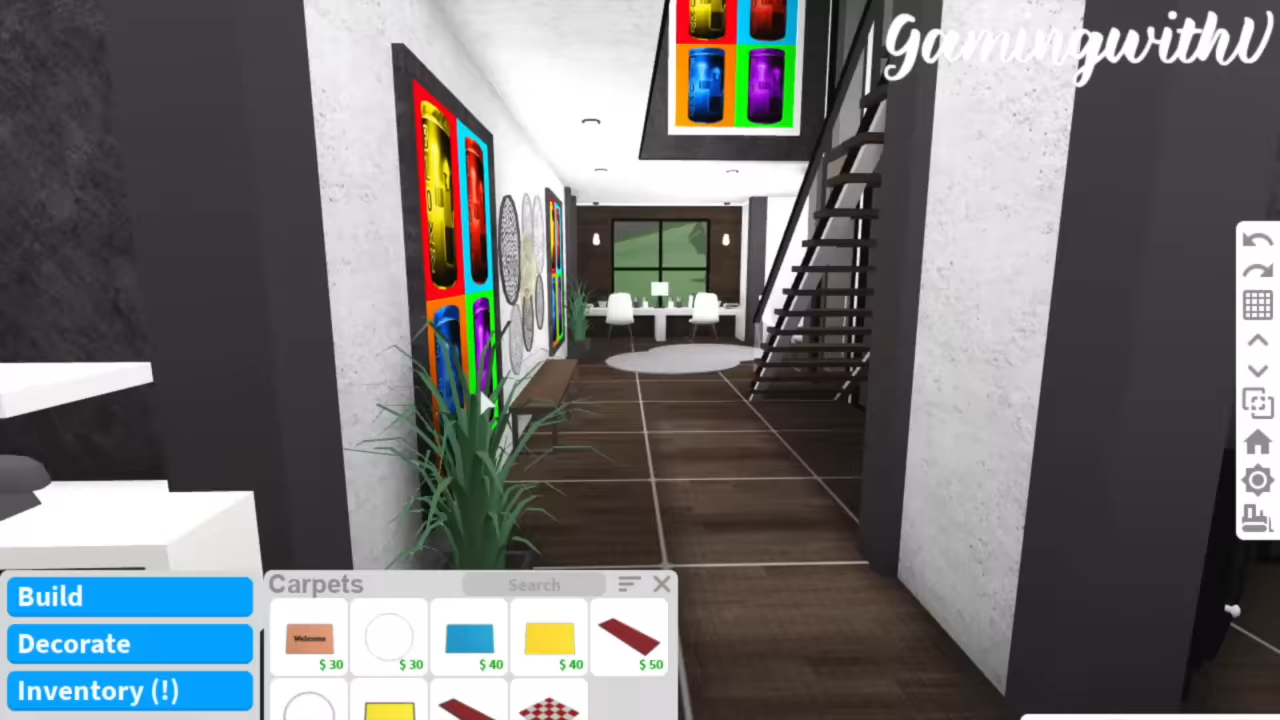 GamingwithV
Build
Decorate
Inventory (!)
Carpets
Search
Welcome
$ 30
$ 30
$ 40
$ 40
$ 50